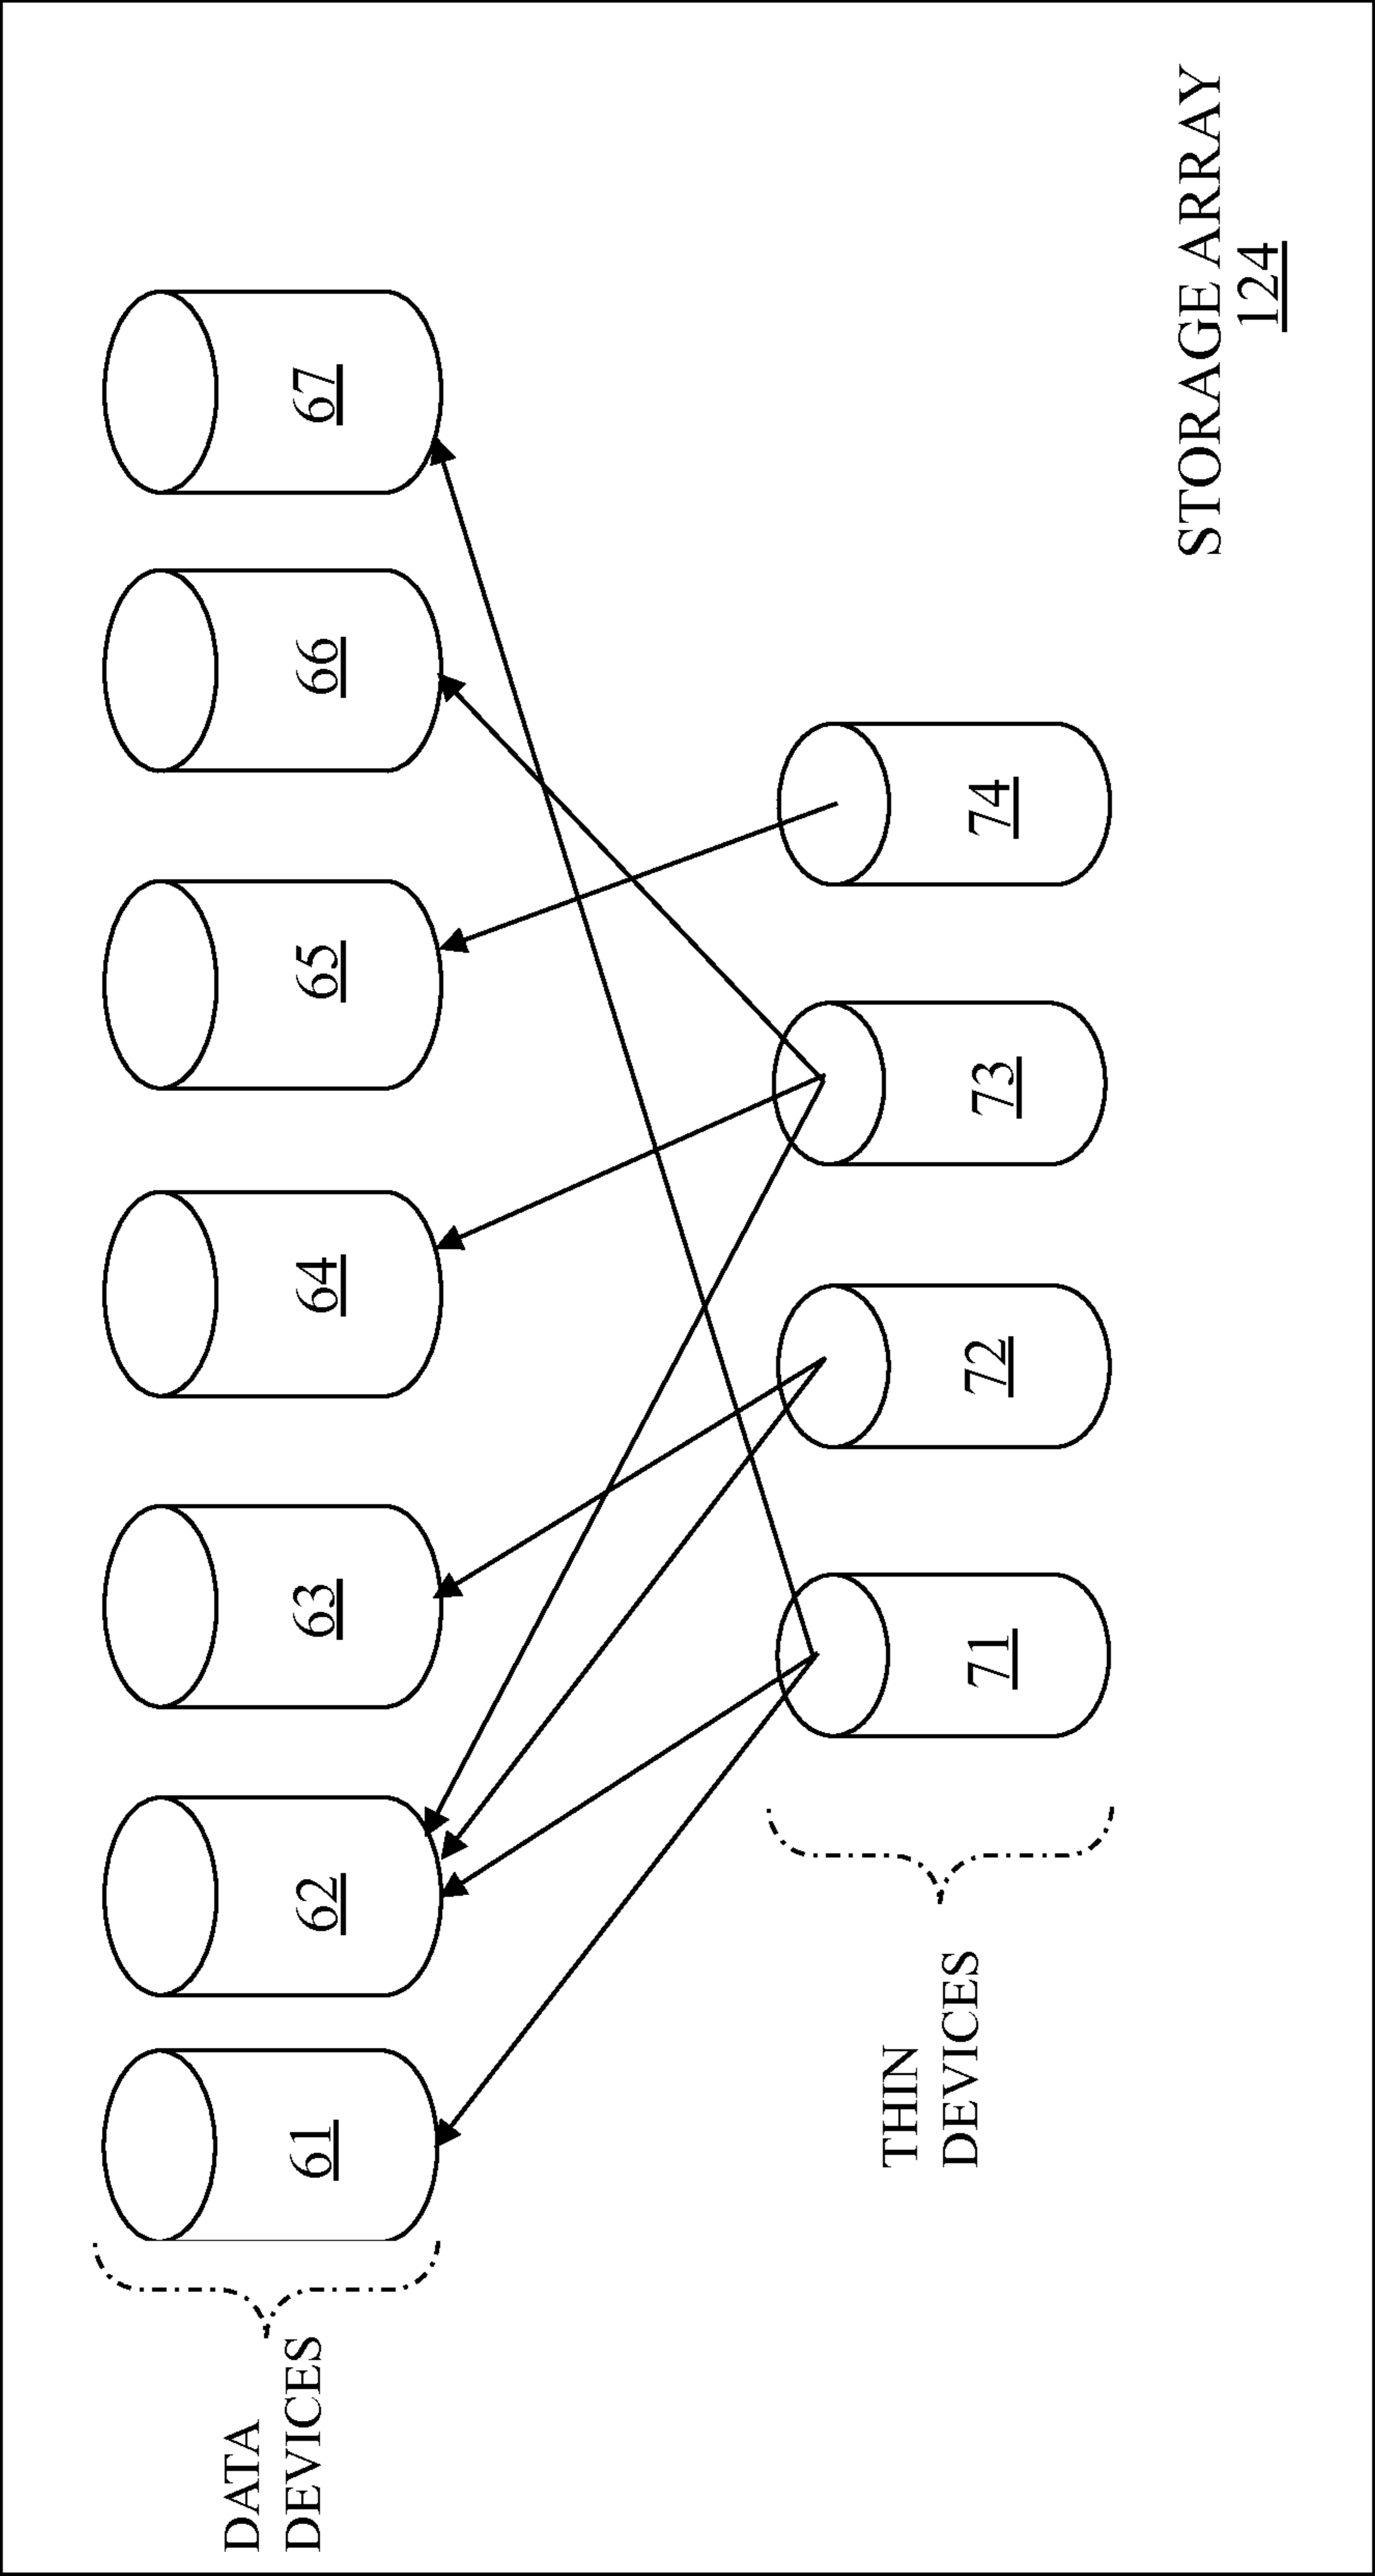 DATA
DEVICES
61
62
63
64
65
66
67
THIN
DEVICES
71
72
73
74
STORAGE ARRAY
124